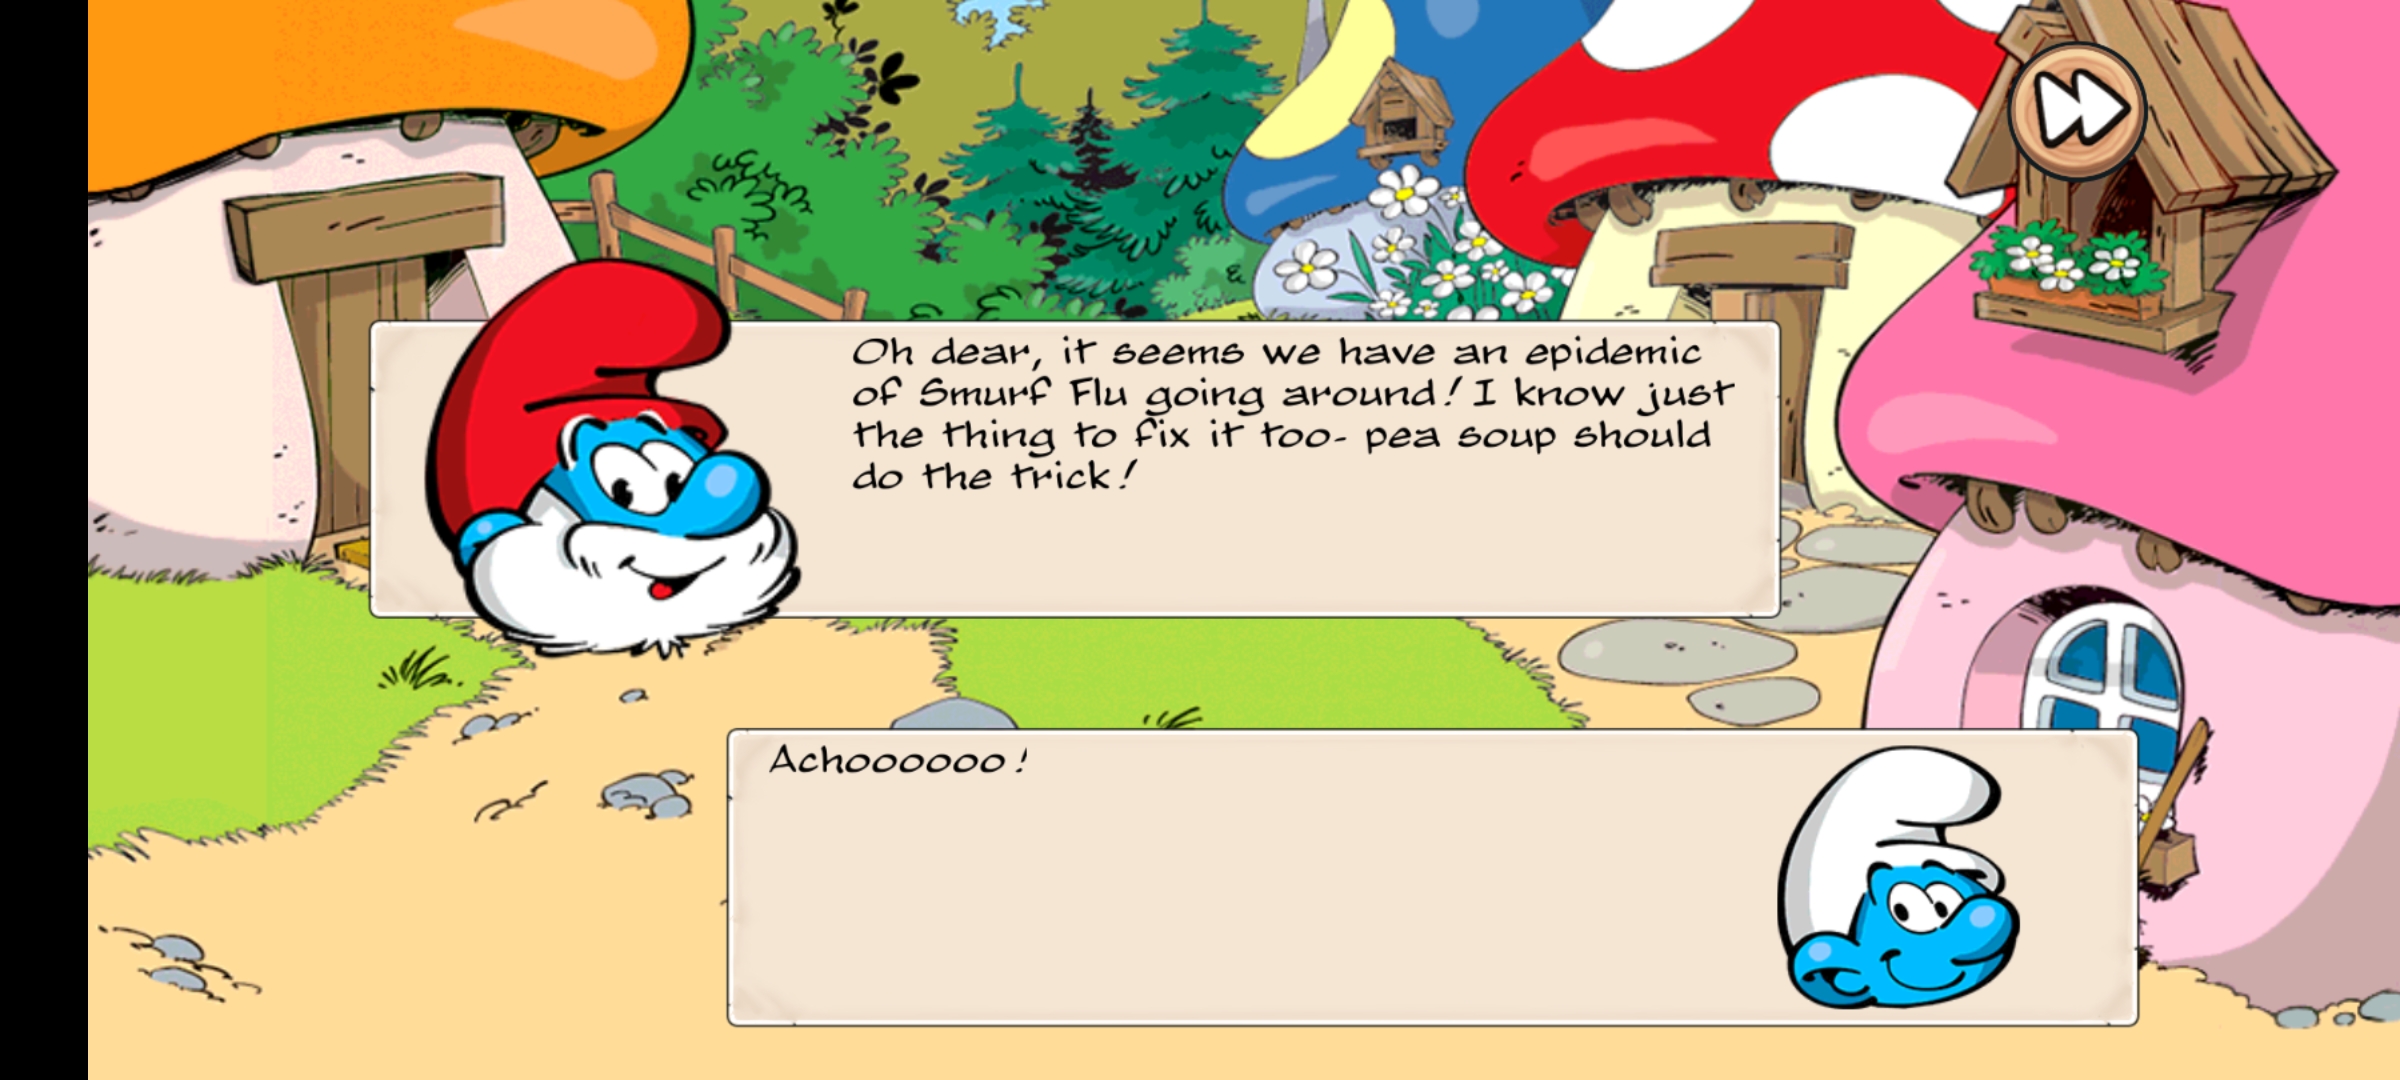 Oh dear, it seems we have an epidemic
of Smurf Flu going around! I know just
the thing to fix it too- pea soup should
do the trick!
Achoooooo!